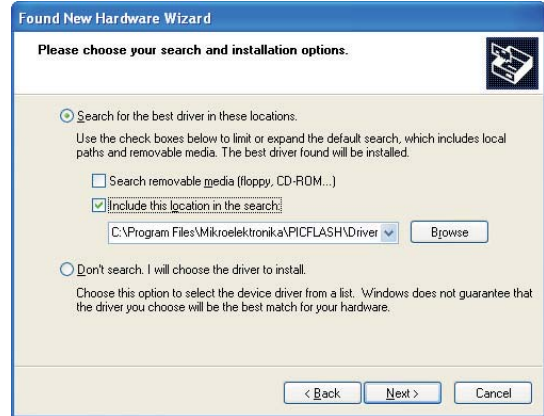 Found New Hardware Wizard
Please choose your search and installation options.
Search for the best driver in these locations.
Use the check boxes below to limit or expand the default search, which includes local
paths and removable media. The best driver found will be installed.
Search removable media (floppy, CD-ROM...)
Include this location in the search:
C:\Program Files\Mikroelektronika\PICFLASH\Driver
Browse
Don't search. I will choose the driver to install.
Choose this option to select the device driver from a list. Windows does not guarantee that
the driver you choose will be the best match for your hardware.
< Back Next > Cancel